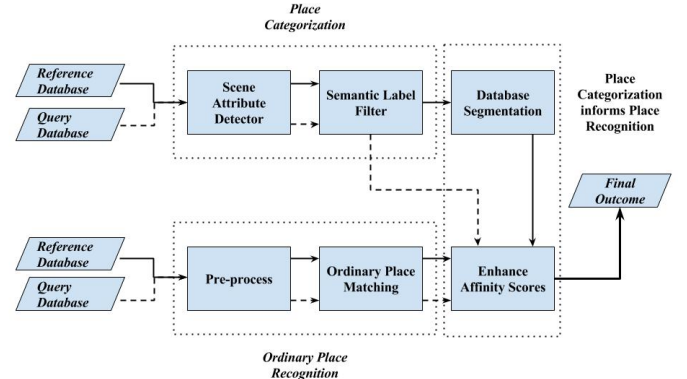 Place
Categorization
Reference
Database
Query
Database
Scene
Attribute
Detector
Semantic Label
Filter
Database
Segmentation
Place
Categorization
informs Place
Recognition
Final
Outcome
Reference
Database
Query
Database
Pre-process
Ordinary Place
Matching
Enhance
Affinity Scores
Ordinary Place
Recognition